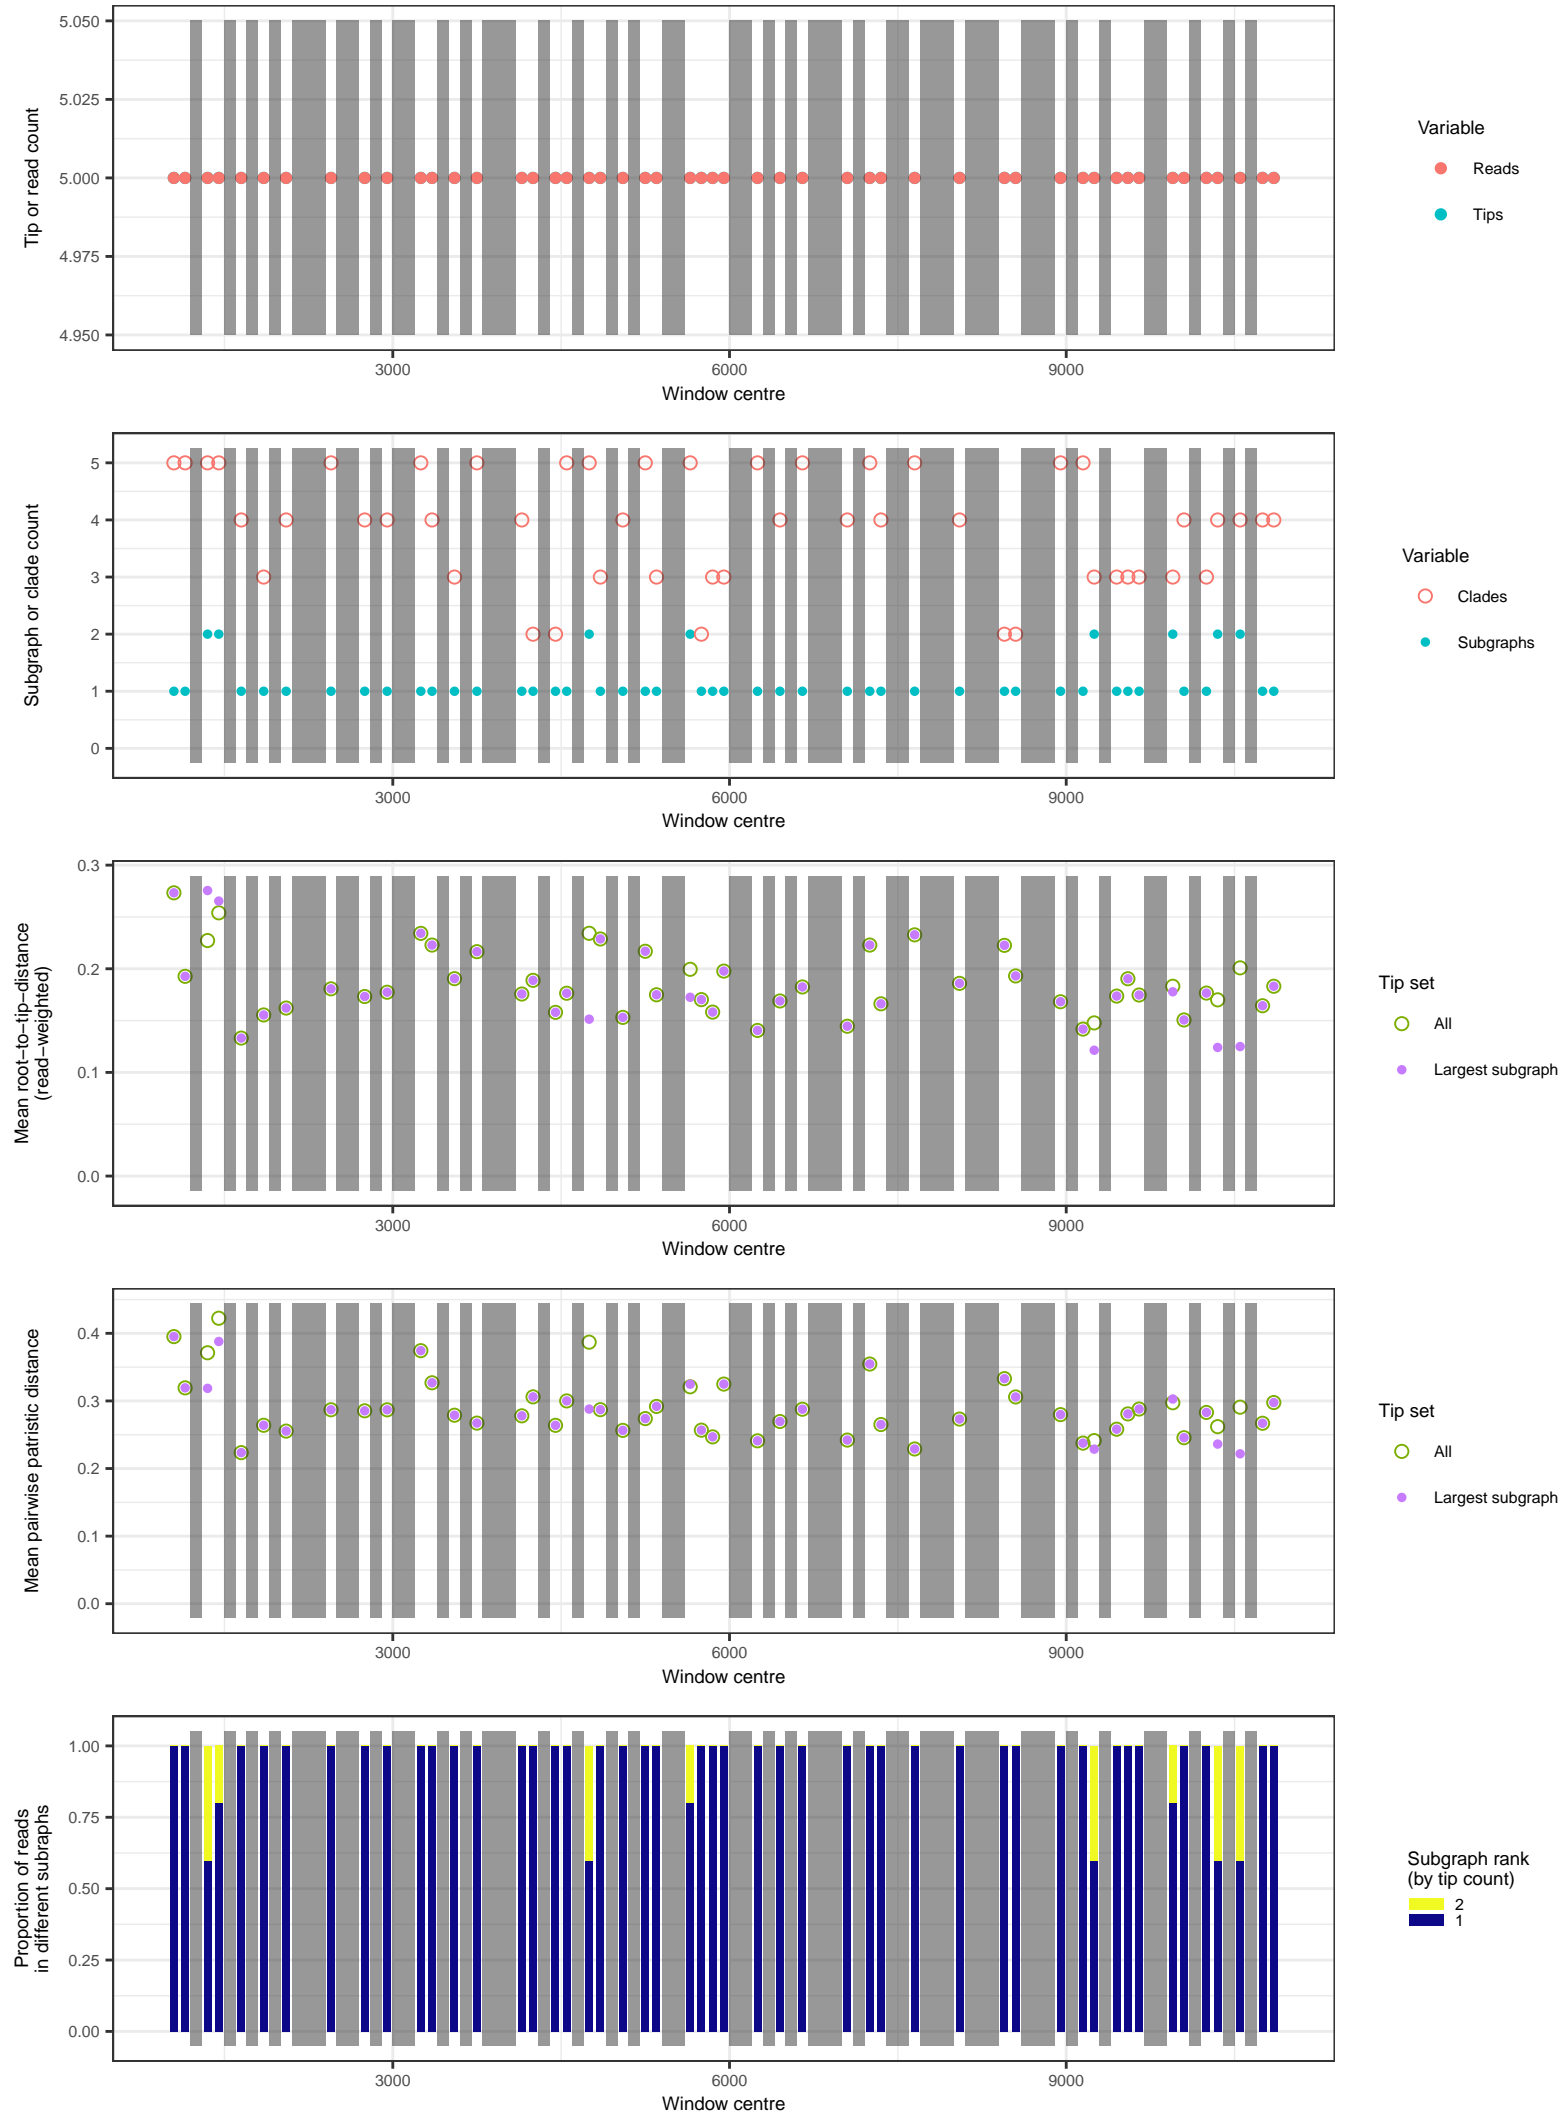 5.050
5.025
5.000
4.975
4.950
Tip or read count
3000
6000
9000
Window centre
Variable
Reads
Tips
5
4
3
2
1
0
Subgraph or clade count
3000
6000
9000
Window centre
Variable
Clades
Subgraphs
0.3
0.2
0.1
0.0
Mean root−to−tip−distance
(read−weighted)
3000
6000
9000
Window centre
Tip set
All
Largest subgraph
0.4
0.3
0.2
0.1
0.0
Mean pairwise patristic distance
3000
6000
9000
Window centre
Tip set
All
Largest subgraph
1.00
0.75
0.50
0.25
0.00
Proportion of reads
in different subraphs
3000
6000
9000
Window centre
Subgraph rank
(by tip count)
2
1